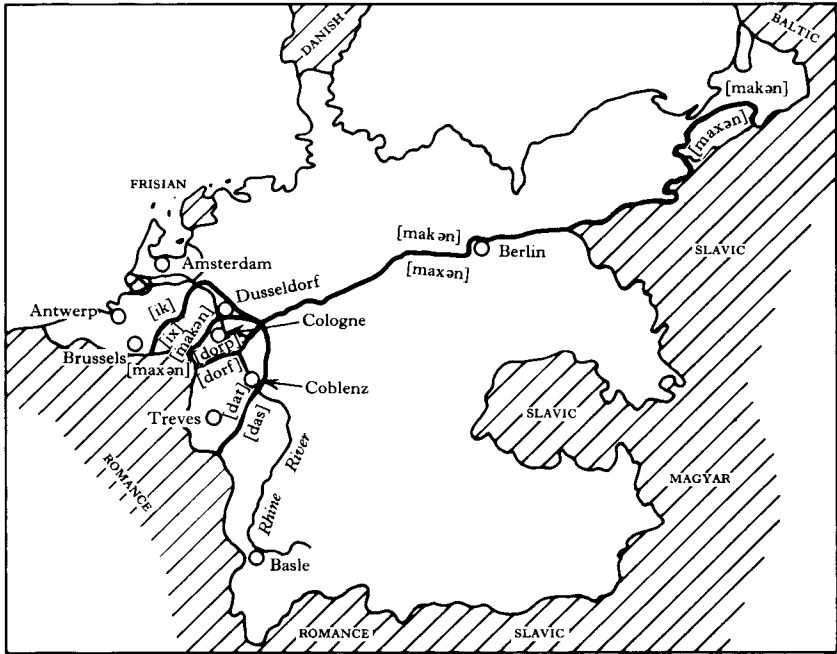 DANISH
BALTIC
[makən]
[maxən]
FRISIAN
SLAVIC
[makən]
Berlin
[maxən]
Amsterdam
Dusseldorf
Antwerp
[ik]
[ix]
[makən]
Cologne
Brussels
[dorp]
[maxən]
[dorf]
Coblenz
[dat]
Treves
[das]
SLAVIC
ROMANCE
Rhine River
MAGYAR
Basle
ROMANCE
SLAVIC